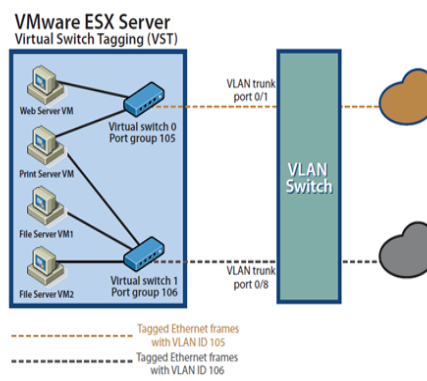 VMware ESX Server
Virtual Switch Tagging (VST)
Web Server VM
Print Server VM
File Server VM1
File Server VM2
Virtual switch 0
Port group 105
Virtual switch 1
Port group 106
VLAN trunk
port 0/1
VLAN trunk
port 0/8
VLAN
Switch
Tagged Ethernet frames
with VLAN ID 105
Tagged Ethernet frames
with VLAN ID 106